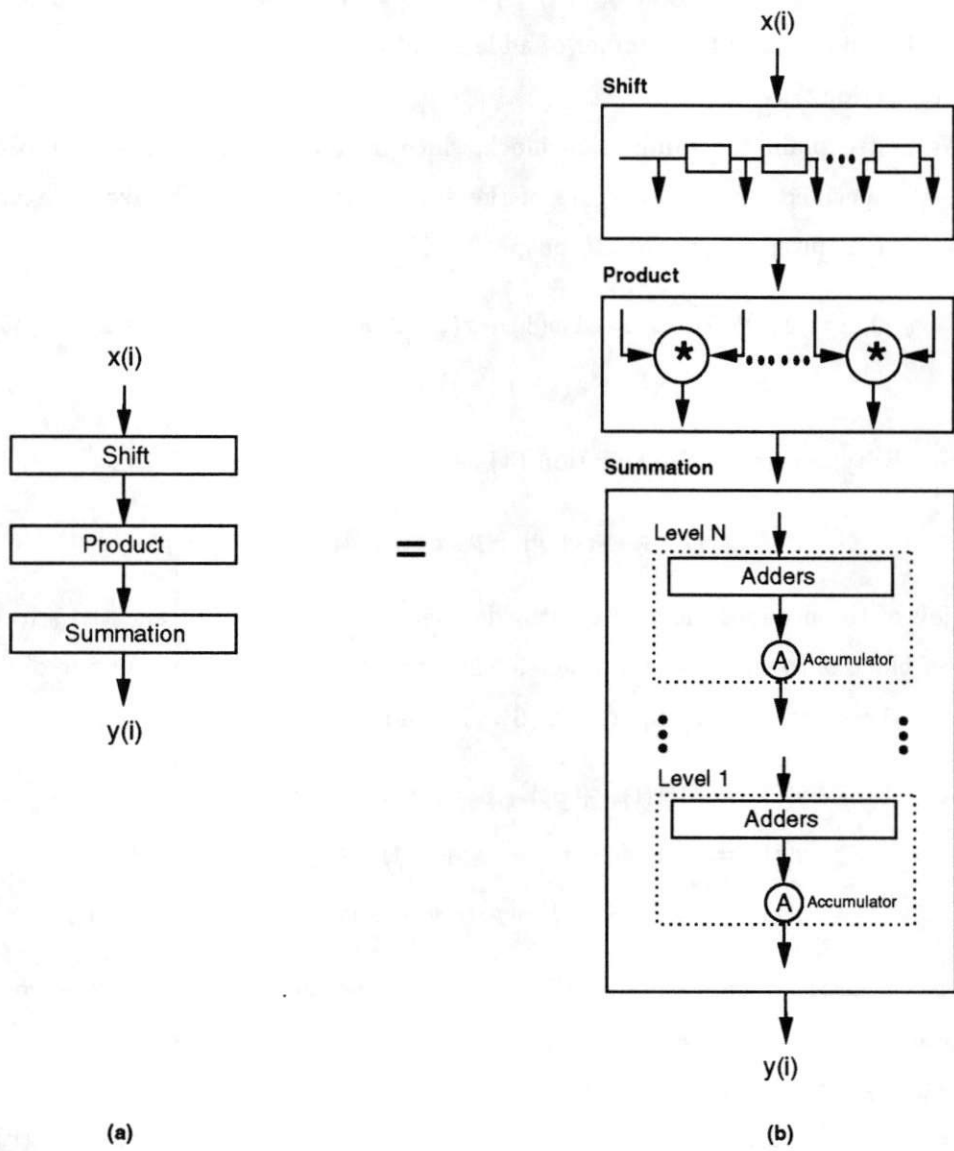 x(i)
Shift
Product
Summation
y(i)
=
x(i)
Shift
Product
* *
Summation
Level N
Adders
A Accumulator
Level 1
Adders
A Accumulator
y(i)
(a)
(b)